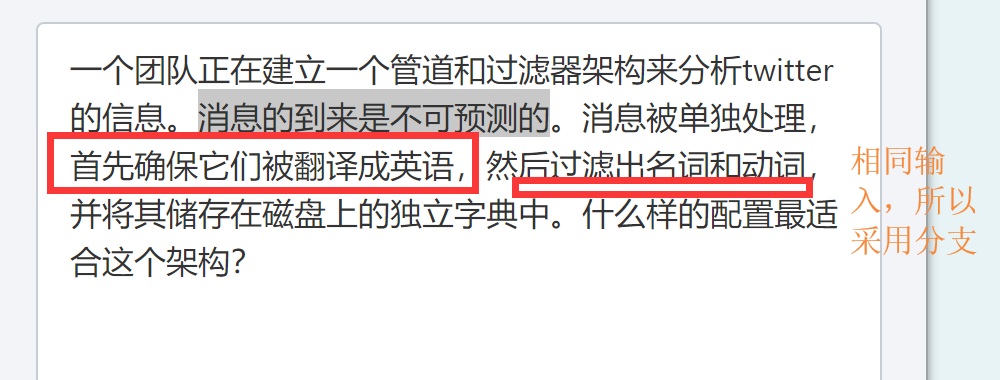 一个团队正在建立一个管道和过滤器架构来分析twitter
的信息。消息的到来是不可预测的。消息被单独处理，
首先确保它们被翻译成英语，然后过滤出名词和动词，
并将其储存在磁盘上的独立字典中。什么样的配置最适
合这个架构？
相同输
入，所以
采用分支